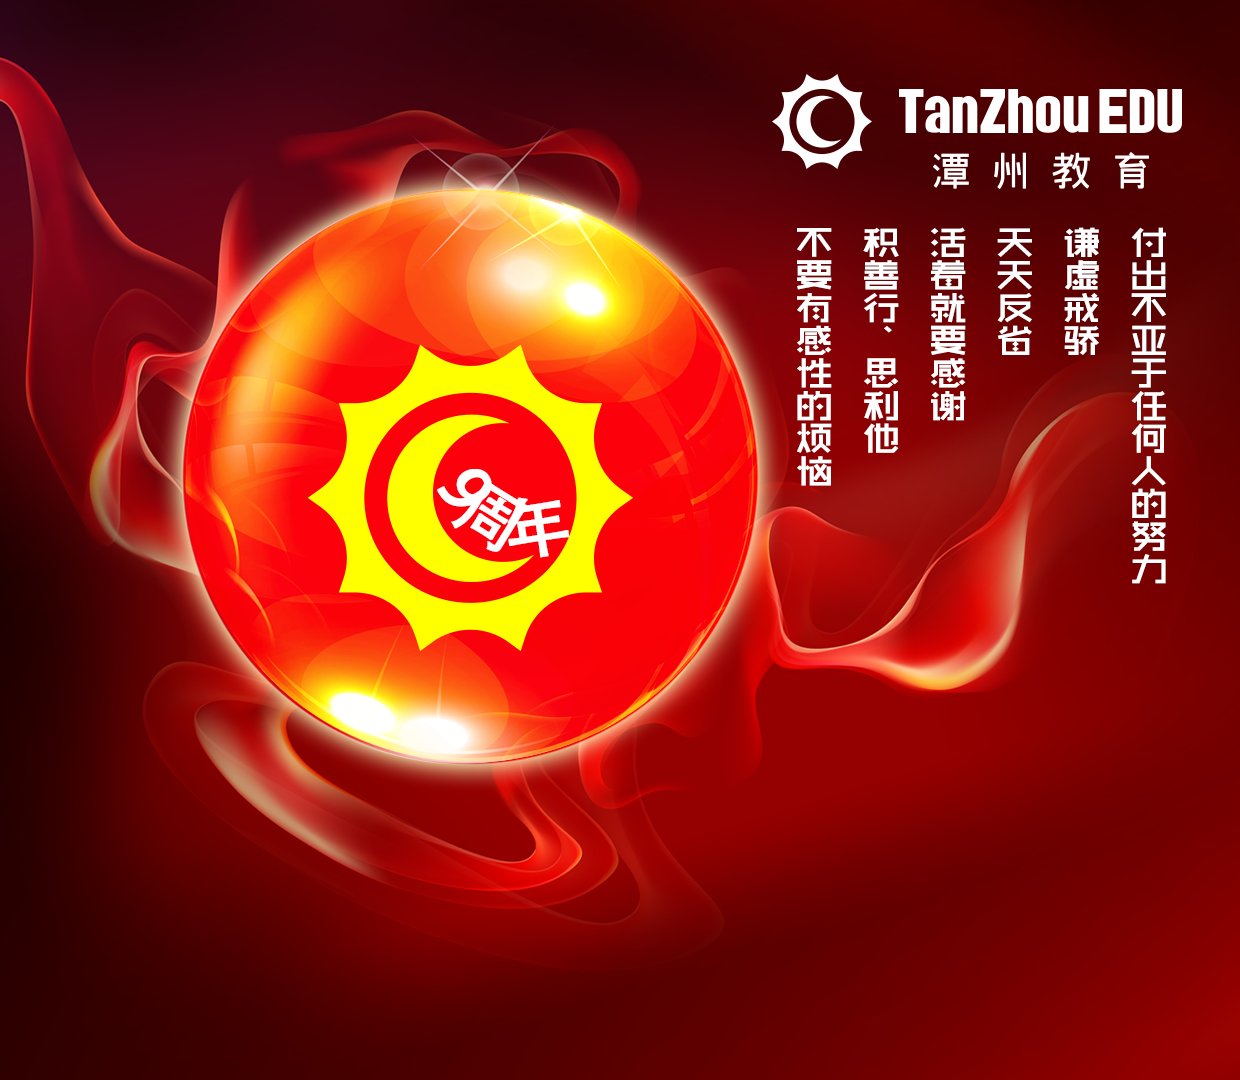 TanZhou EDU
潭州教育
付出不亚于任何人的努力
谦虚戒骄
天天反省
活着就要感谢
积善行、思利他
不要有感性的烦恼
9周年